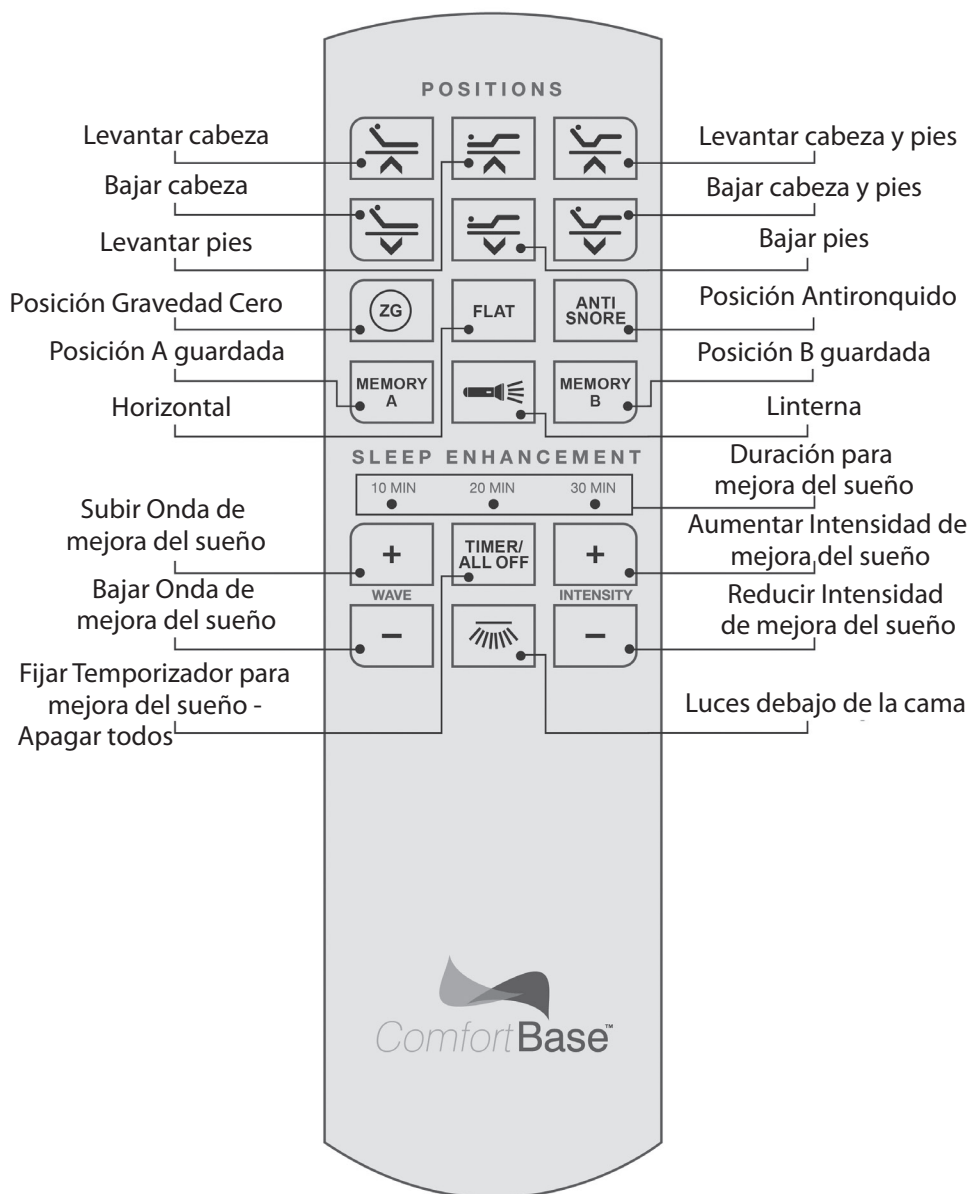 POSITIONS
Levantar cabeza
Levantar cabeza y pies
Bajar cabeza
Bajar cabeza y pies
Levantar pies
Bajar pies
Posición Gravedad Cero
ZG
FLAT
ANTI
SNORE
Posición Antironquido
Posición A guardada
Posición B guardada
MEMORY
A
MEMORY
B
Horizontal
Linterna
SLEEP ENHANCEMENT
Duración para
mejora del sueño
10 MIN 20 MIN 30 MIN
Subir Onda de
mejora del sueño
Aumentar Intensidad de
mejora del sueño
+
TIMER/
ALL OFF
+
Bajar Onda de
mejora del sueño
WAVE
INTENSITY
Reducir Intensidad
de mejora del sueño
−
−
Fijar Temporizador para
mejora del sueño -
Apagar todos
Luces debajo de la cama
ComfortBase™